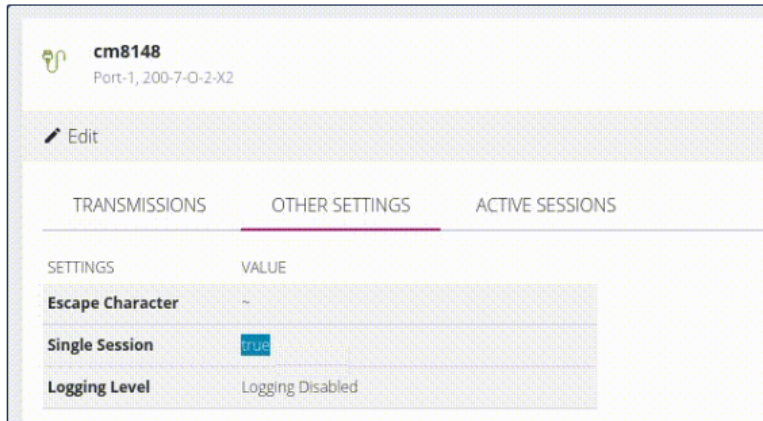 cm8148
Port-1, 200-7-O-2-X2
Edit
TRANSMISSIONS OTHER SETTINGS ACTIVE SESSIONS
SETTINGS VALUE
Escape Character ~
Single Session true
Logging Level Logging Disabled